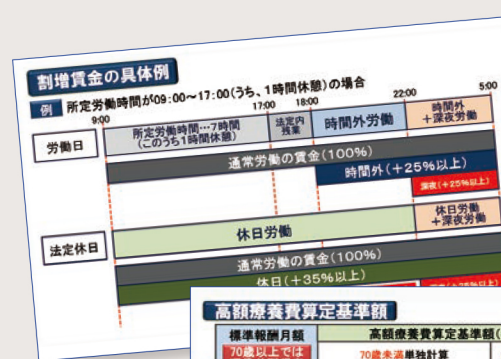 割増賃金の具体例
例 所定労働時間が09:00～17:00(うち、1時間休憩)の場合
9:00 17:00 18:00 22:00 5:00
労働日
所定労働時間…7時間
(このうち1時間休憩)
法定内
残業
時間外労働
時間外
+深夜労働
通常労働の賃金(100%)
時間外(+25%以上)
深夜(+25%以上)
法定休日
休日労働
休日労働
+深夜労働
通常労働の賃金(100%)
休日(+35%以上)
高額療養費算定基準額
標準報酬月額
70歳以上では
高額療養費算定基準額(
70歳未満単独計算